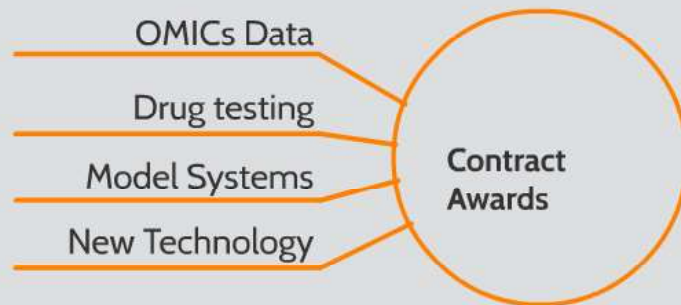 OMICs Data
Drug testing
Model Systems
New Technology
Contract
Awards